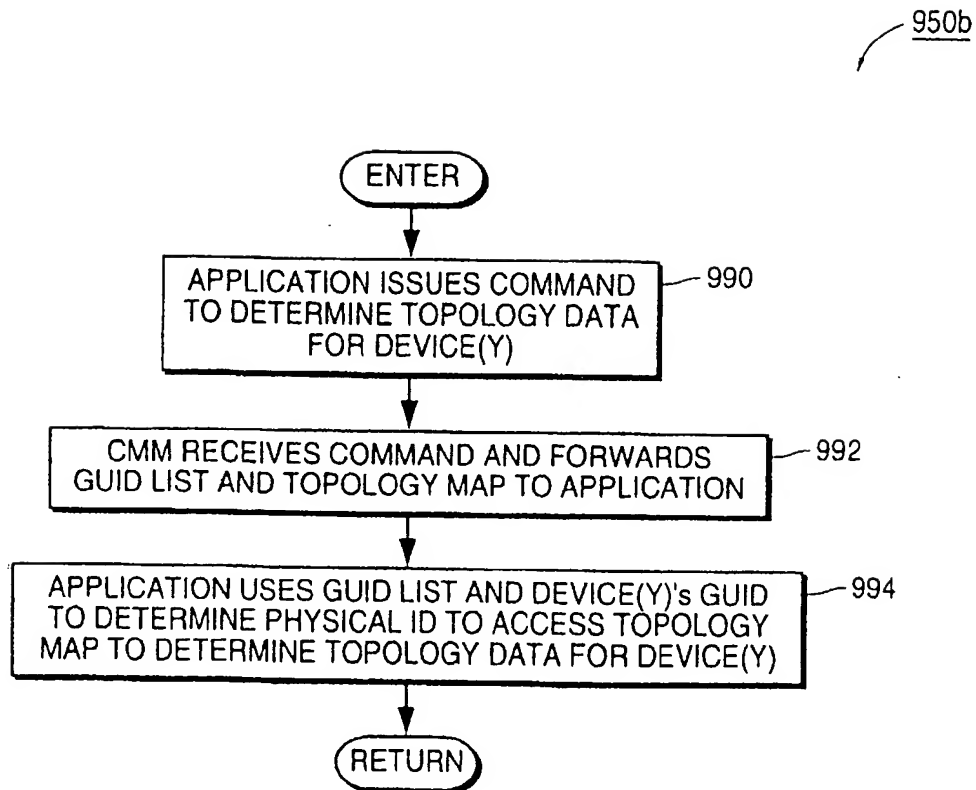 950b
ENTER
APPLICATION ISSUES COMMAND
TO DETERMINE TOPOLOGY DATA
FOR DEVICE(Y)
990
CMM RECEIVES COMMAND AND FORWARDS
GUID LIST AND TOPOLOGY MAP TO APPLICATION
992
APPLICATION USES GUID LIST AND DEVICE(Y)'s GUID
TO DETERMINE PHYSICAL ID TO ACCESS TOPOLOGY
MAP TO DETERMINE TOPOLOGY DATA FOR DEVICE(Y)
994
RETURN